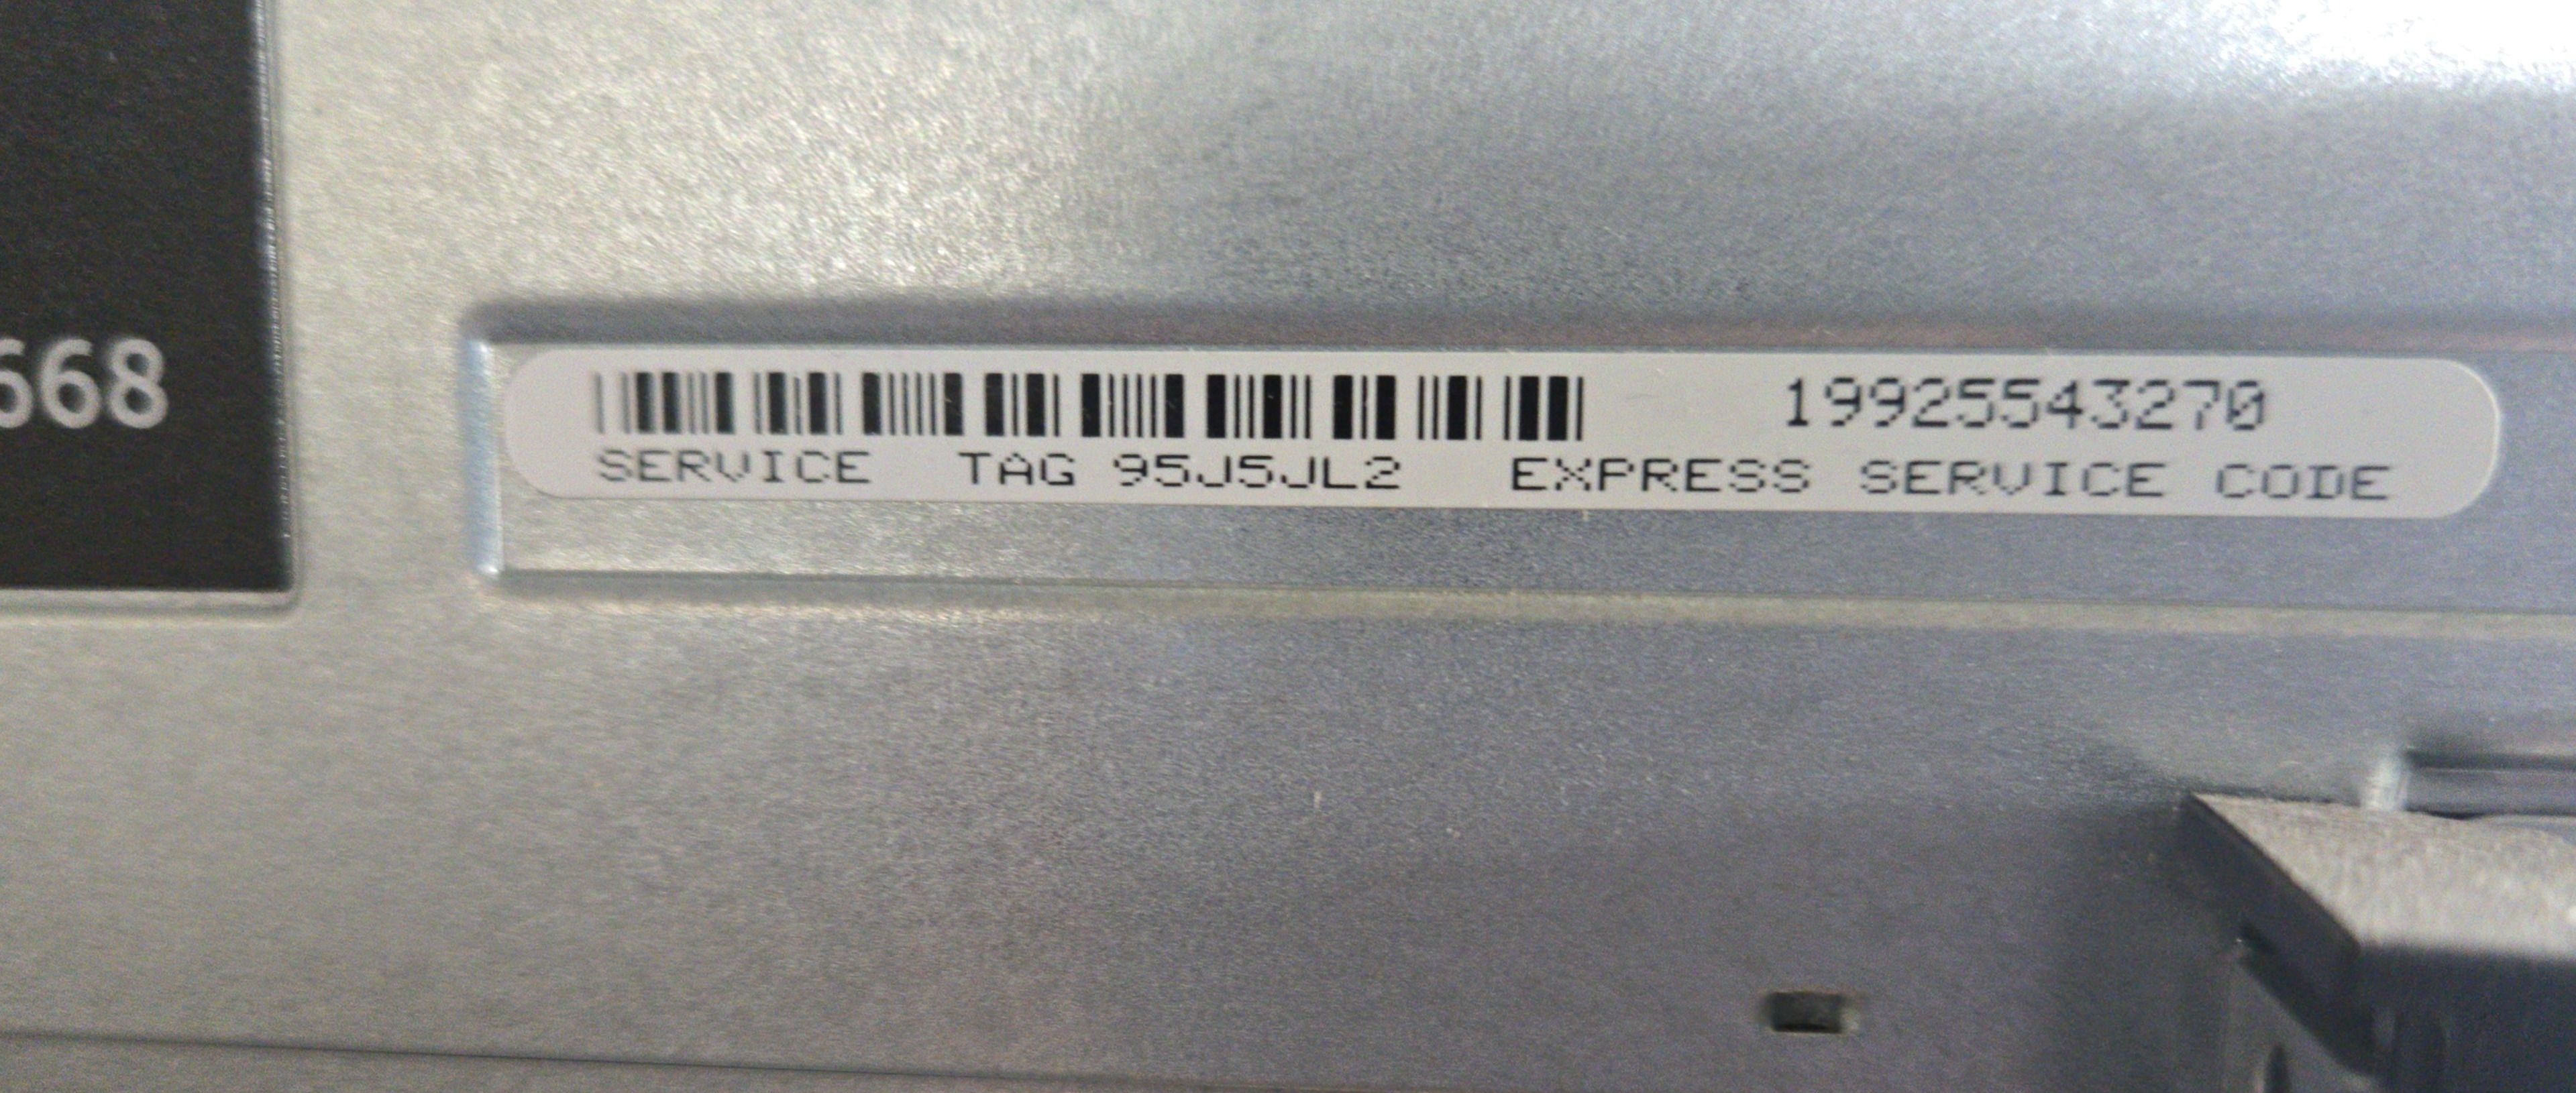 668
19925543270
SERVICE TAG 95J5JL2 EXPRESS SERVICE CODE